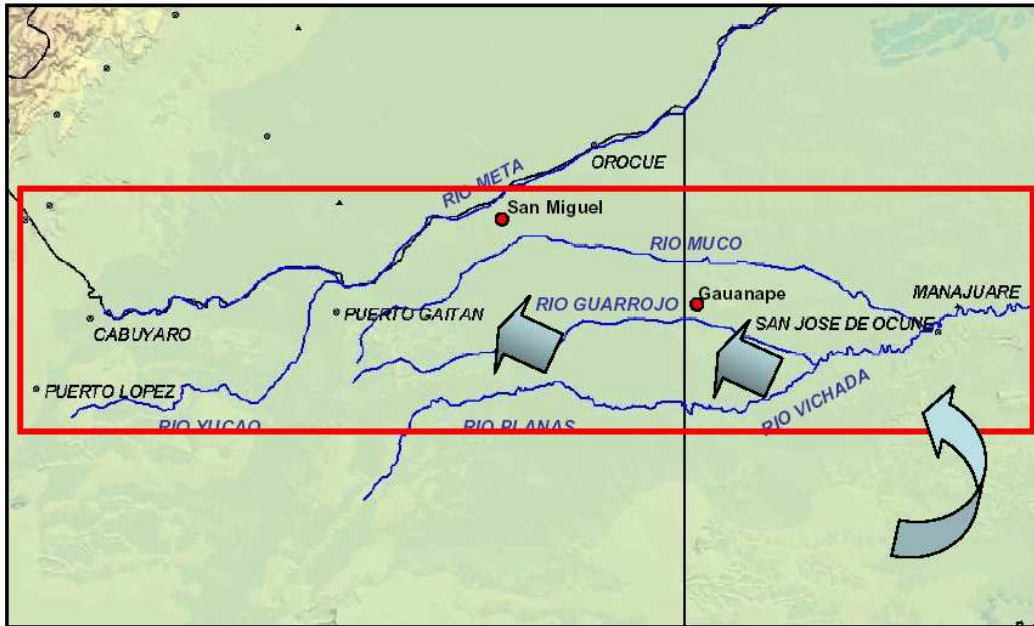 OROCUE
RIO META
San Miguel
RIO MUCO
MANAJUARE
Gauanape
RIO GUARROJO
PUERTO GAITAN
SAN JOSE DE OCUNE
CABUYARO
PUERTO LOPEZ
RIO VICHADA
RIO YUCAO
RIO PLANAS